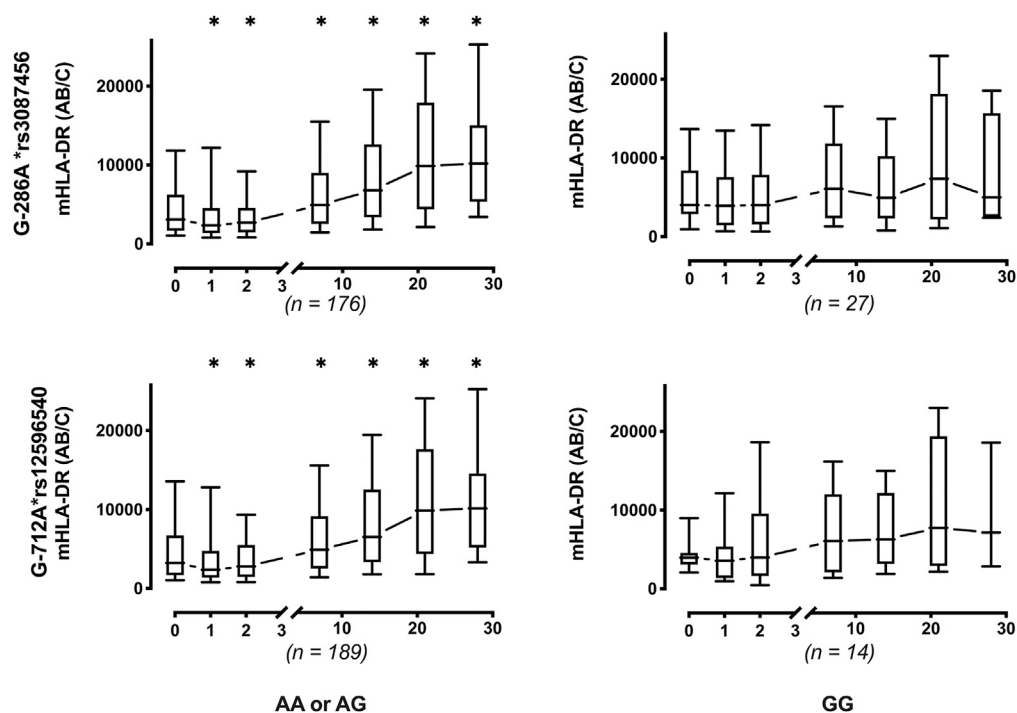 * * * * * *
G-286A *rs3087456
mHLA-DR (AB/C)
20000
10000
0
0 1 2 3 10 20 30
(n = 176)
mHLA-DR (AB/C)
20000
10000
0
0 1 2 3 10 20 30
(n = 27)
* * * * * *
G-712A*rs12596540
mHLA-DR (AB/C)
20000
10000
0
0 1 2 3 10 20 30
(n = 189)
mHLA-DR (AB/C)
20000
10000
0
0 1 2 3 10 20 30
(n = 14)
AA or AG
GG